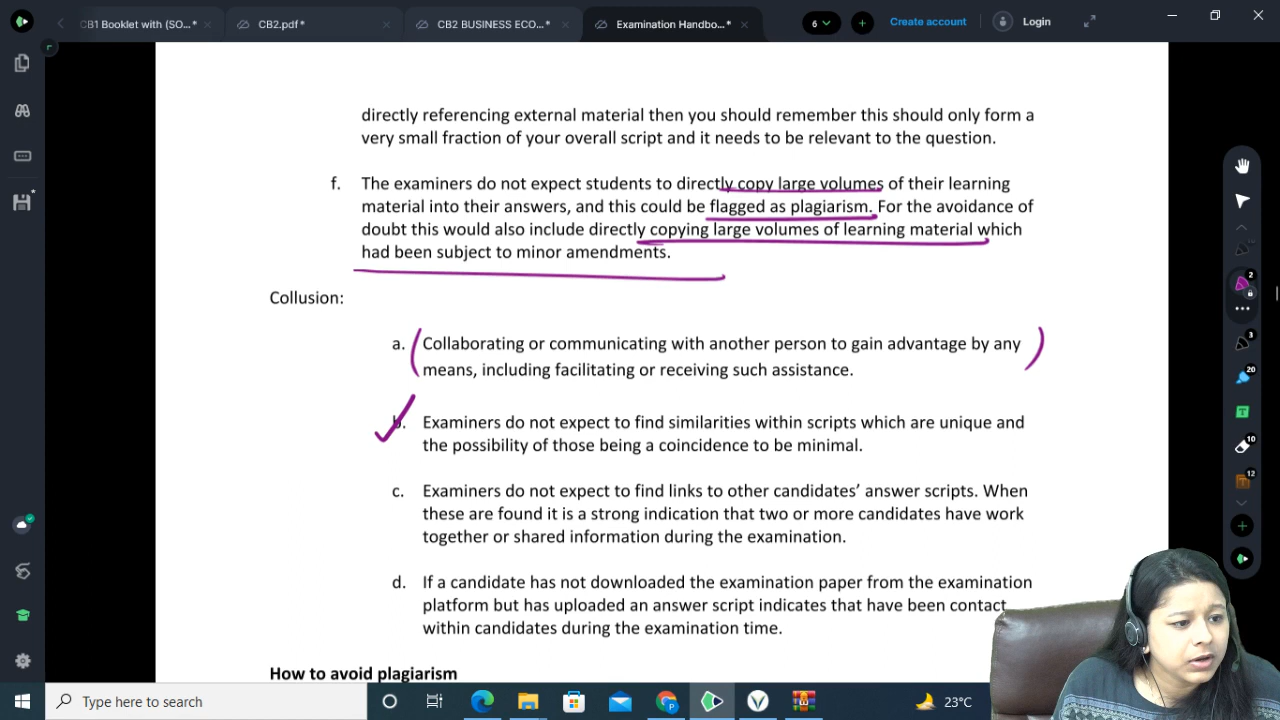 CB1 Booklet with (SO...*
CB2.pdf*
CB2 BUSINESS ECO...*
Examination Handbo...*
6
Create account
Login
directly referencing external material then you should remember this should only form a
very small fraction of your overall script and it needs to be relevant to the question.
f. The examiners do not expect students to directly copy large volumes of their learning
material into their answers, and this could be flagged as plagiarism. For the avoidance of
doubt this would also include directly copying large volumes of learning material which
had been subject to minor amendments.
Collusion:
a. Collaborating or communicating with another person to gain advantage by any
means, including facilitating or receiving such assistance.
b. Examiners do not expect to find similarities within scripts which are unique and
the possibility of those being a coincidence to be minimal.
c. Examiners do not expect to find links to other candidates’ answer scripts. When
these are found it is a strong indication that two or more candidates have work
together or shared information during the examination.
d. If a candidate has not downloaded the examination paper from the examination
platform but has uploaded an answer script indicates that have been contact
within candidates during the examination time.
How to avoid plagiarism
2
3
20
10
12
Type here to search
23°C